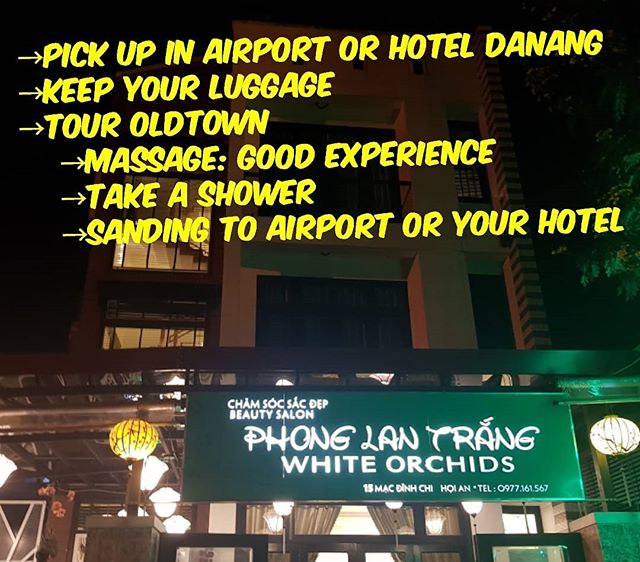 →PICK UP IN AIRPORT OR HOTEL DANANG
→KEEP YOUR LUGGAGE
→TOUR OLDTOWN
→MASSAGE: GOOD EXPERIENCE
→TAKE A SHOWER
→SANDING TO AIRPORT OR YOUR HOTEL
CHĂM SÓC SẮC ĐẸP
BEAUTY SALON
PHONG LAN TRẮNG
WHITE ORCHIDS
15 MẠC ĐĨNH CHI HỘI AN * TEL : 0977.161.567